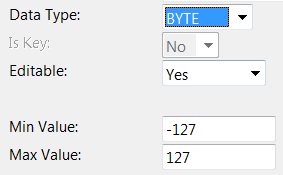 Data Type: BYTE
Is Key: No
Editable: Yes
Min Value: -127
Max Value: 127